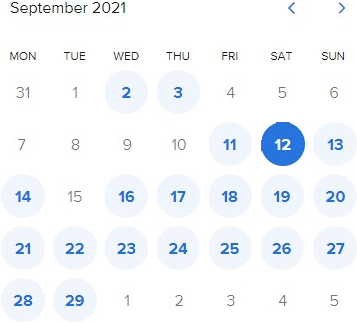 September 2021
MON TUE WED THU FRI SAT SUN
31 1 2 3 4 5 6
7 8 9 10 11 12 13
14 15 16 17 18 19 20
21 22 23 24 25 26 27
28 29 1 2 3 4 5